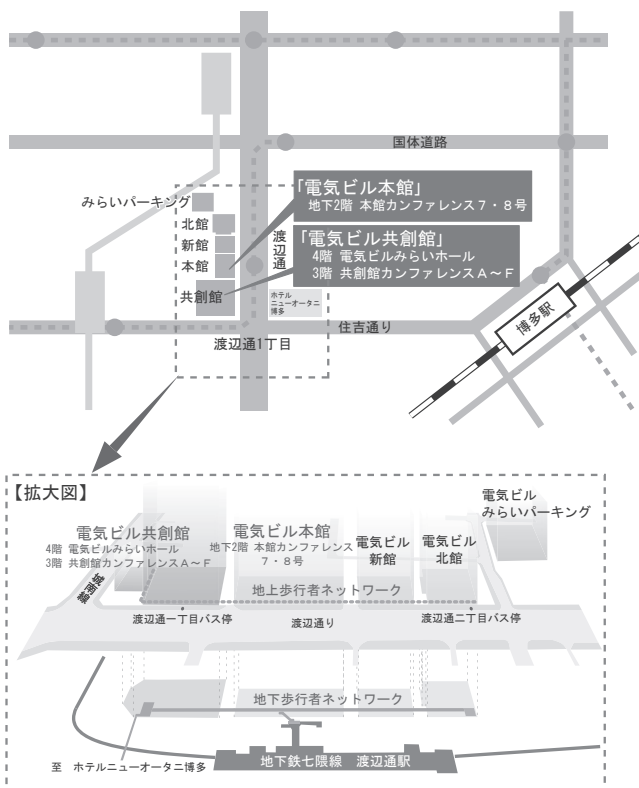 国体道路
「電気ビル本館」
地下2階 本館カンファレンス7・8号
みらいパーキング
北館
新館
本館
共創館
渡辺通
「電気ビル共創館」
4階 電気ビルみらいホール
3階 共創館カンファレンスA〜F
ホテル
ニューオータニ
博多
住吉通り
博多駅
渡辺通1丁目
【拡大図】
電気ビル
みらいパーキング
電気ビル共創館
4階 電気ビルみらいホール
3階 共創館カンファレンスA〜F
電気ビル本館
地下2階 本館カンファレンス
7・8号
電気ビル
新館
電気ビル
北館
城南線
地上歩行者ネットワーク
渡辺通一丁目バス停
渡辺通り
渡辺通二丁目バス停
地下歩行者ネットワーク
至 ホテルニューオータニ博多
地下鉄七隈線 渡辺通駅